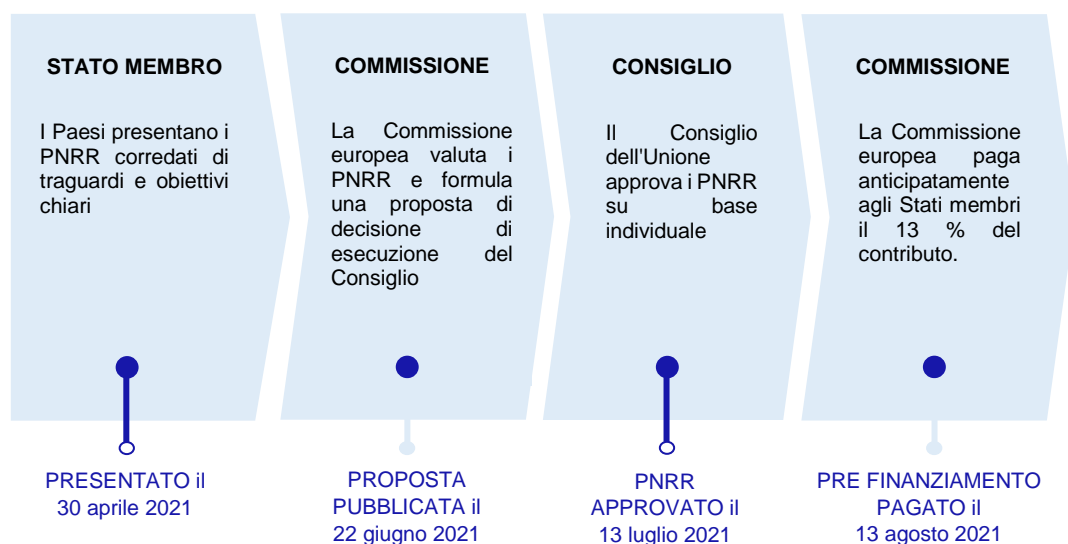 STATO MEMBRO
I Paesi presentano i
PNRR corredati di
traguardi e obiettivi
chiari
PRESENTATO il
30 aprile 2021
COMMISSIONE
La Commissione
europea valuta i
PNRR e formula
una proposta di
decisione di
esecuzione del
Consiglio
PROPOSTA
PUBBLICATA il
22 giugno 2021
CONSIGLIO
Il Consiglio
dell'Unione
approva i PNRR
su base
individuale
PNRR
APPROVATO il
13 luglio 2021
COMMISSIONE
La Commissione
europea paga
anticipatamente
agli Stati membri
il 13 % del
contributo.
PRE FINANZIAMENTO
PAGATO il
13 agosto 2021